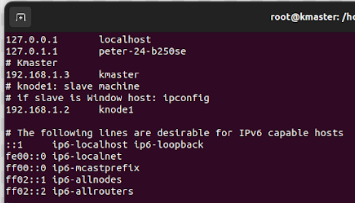 root@kmaster: /ho
127.0.0.1 localhost
127.0.1.1 peter-24-b250se
# Kmaster
192.168.1.3 kmaster
# knode1: slave machine
# if slave is Window host: ipconfig
192.168.1.2 knode1
# The following lines are desirable for IPv6 capable hosts
::1 ip6-localhost ip6-loopback
fe00::0 ip6-localnet
ff00::0 ip6-mcastprefix
ff02::1 ip6-allnodes
ff02::2 ip6-allrouters